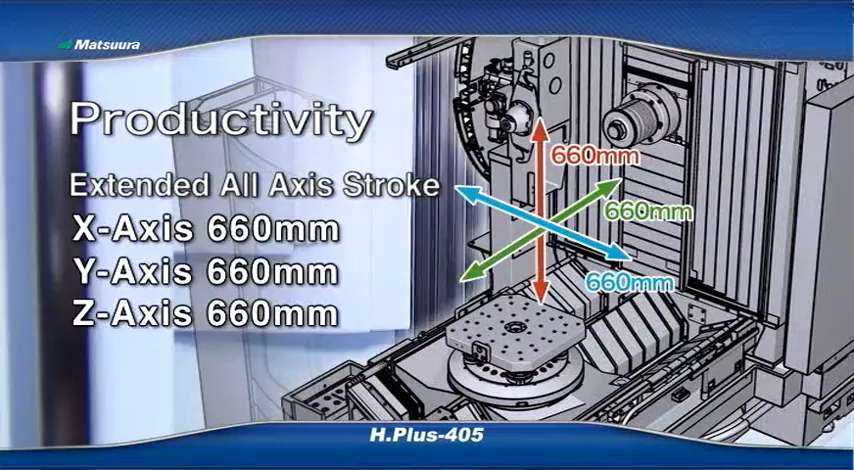 Matsuura
Productivity
Extended All Axis Stroke
X-Axis 660mm
Y-Axis 660mm
Z-Axis 660mm
660mm
660mm
660mm
H.Plus-405